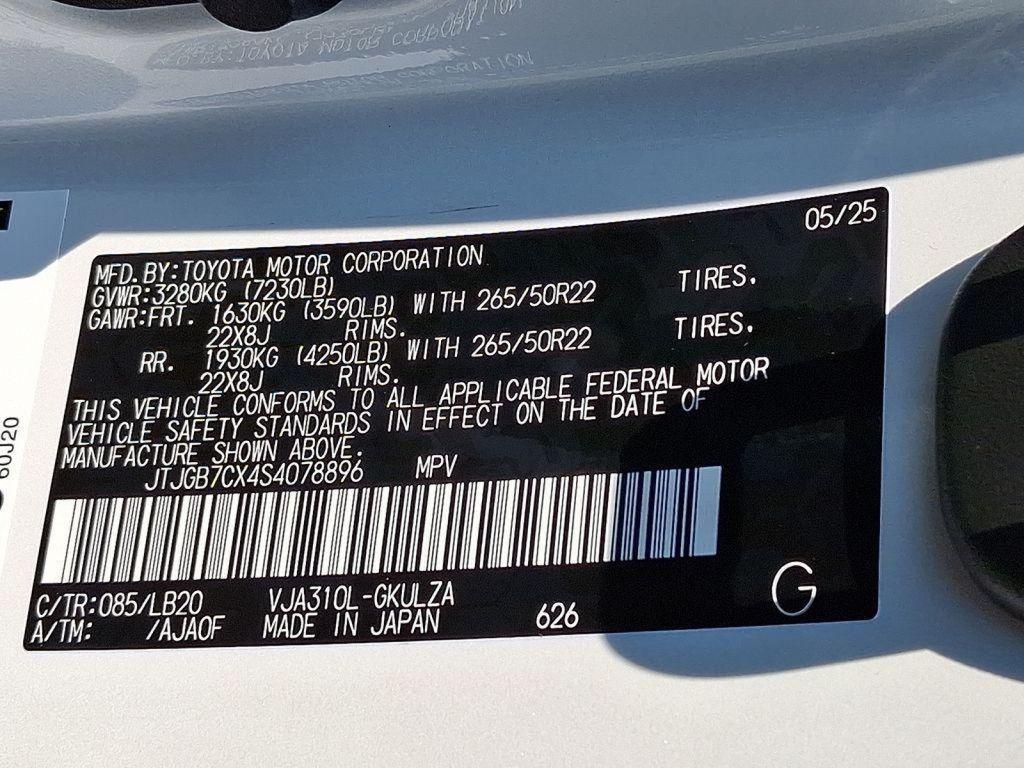 05/25
MFD.BY:TOYOTA MOTOR CORPORATION
GVWR:3280KG (7230LB)
GAWR:FRT. 1630KG (3590LB) WITH 265/50R22 TIRES.
22X8J RIMS.
RR. 1930KG (4250LB) WITH 265/50R22 TIRES.
22X8J RIMS.
THIS VEHICLE CONFORMS TO ALL APPLICABLE FEDERAL MOTOR
VEHICLE SAFETY STANDARDS IN EFFECT ON THE DATE OF
MANUFACTURE SHOWN ABOVE.
JTJGB7CX4S4078896 MPV
C/TR:085/LB20 VJA310L-GKULZA
A/TM: /AJA0F MADE IN JAPAN 626
G
60J20